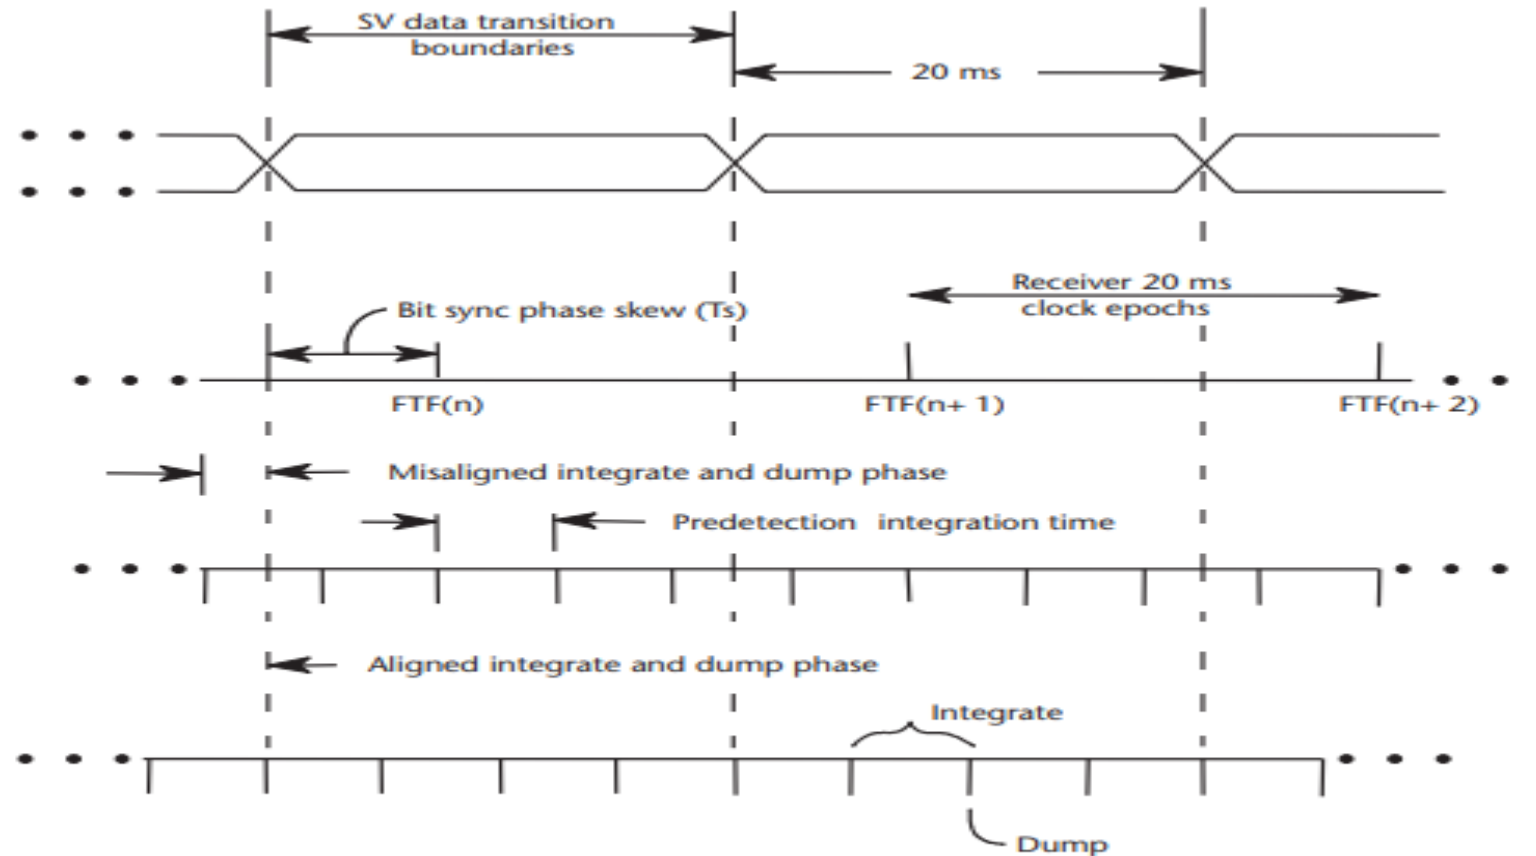 SV data transition
boundaries
20 ms
Receiver 20 ms
clock epochs
Bit sync phase skew (Ts)
FTF(n)
FTF(n+ 1)
FTF(n+ 2)
Misaligned integrate and dump phase
Predetection integration time
Aligned integrate and dump phase
Integrate
Dump